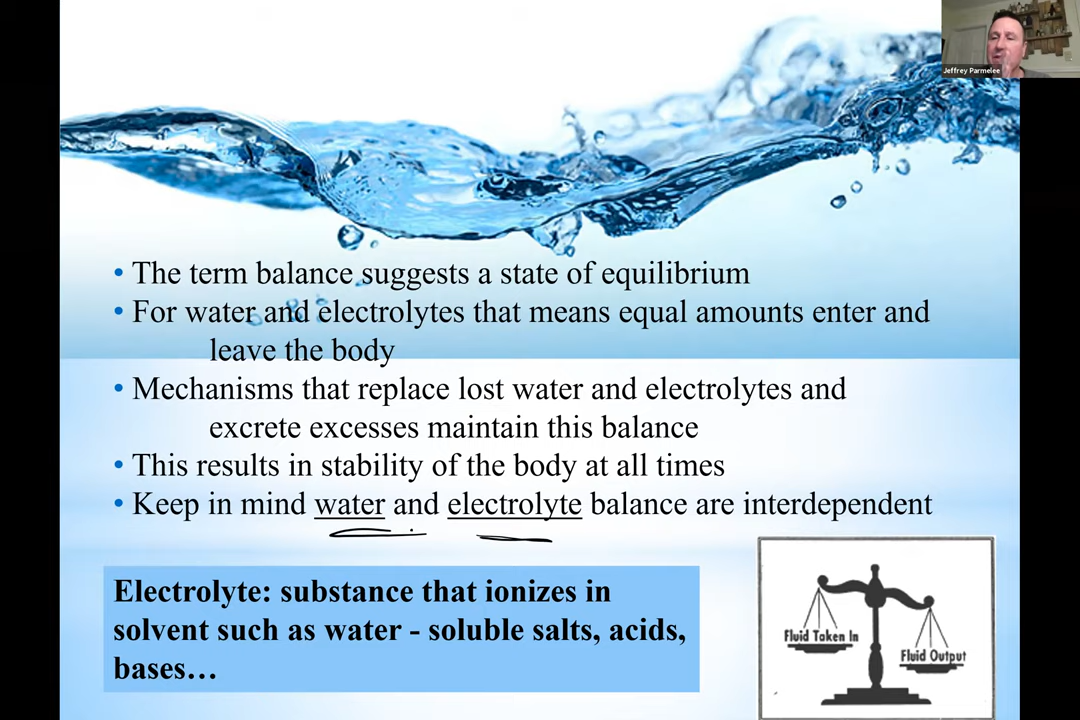 Jeffrey Parmelee
• The term balance suggests a state of equilibrium
• For water and electrolytes that means equal amounts enter and
leave the body
• Mechanisms that replace lost water and electrolytes and
excrete excesses maintain this balance
• This results in stability of the body at all times
• Keep in mind water and electrolyte balance are interdependent
Electrolyte: substance that ionizes in
solvent such as water - soluble salts, acids,
bases…
Fluid Taken In
Fluid Output